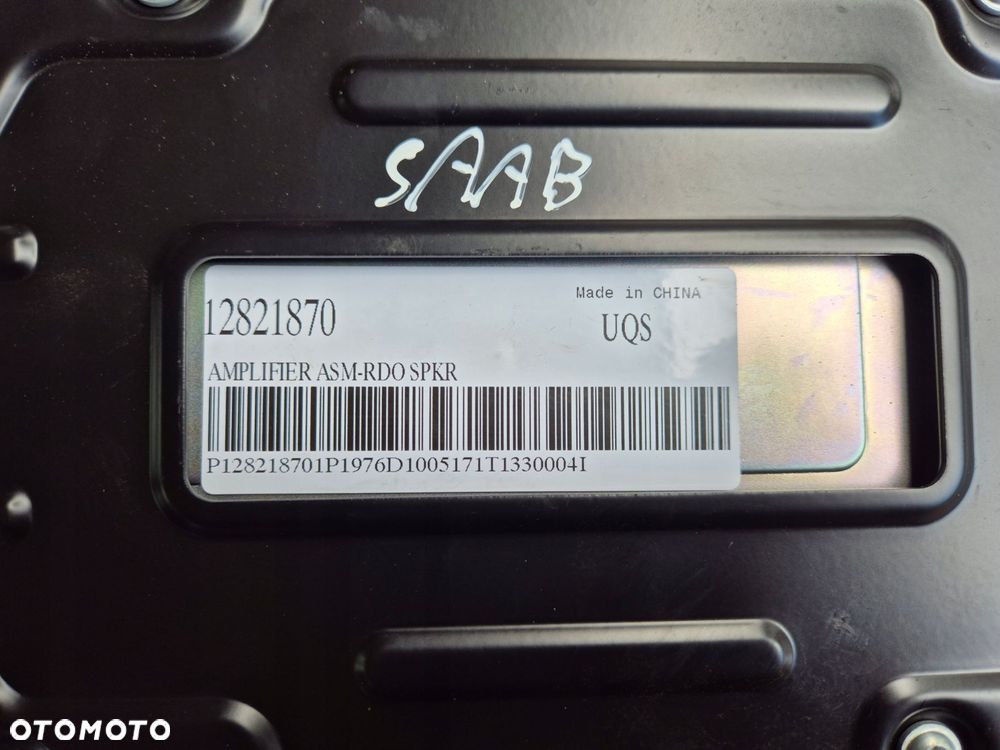 SAAB
Made in CHINA
12821870
UQS
AMPLIFIER ASM-RDO SPKR
P128218701P1976D1005171T1330004I
OTOMOTO